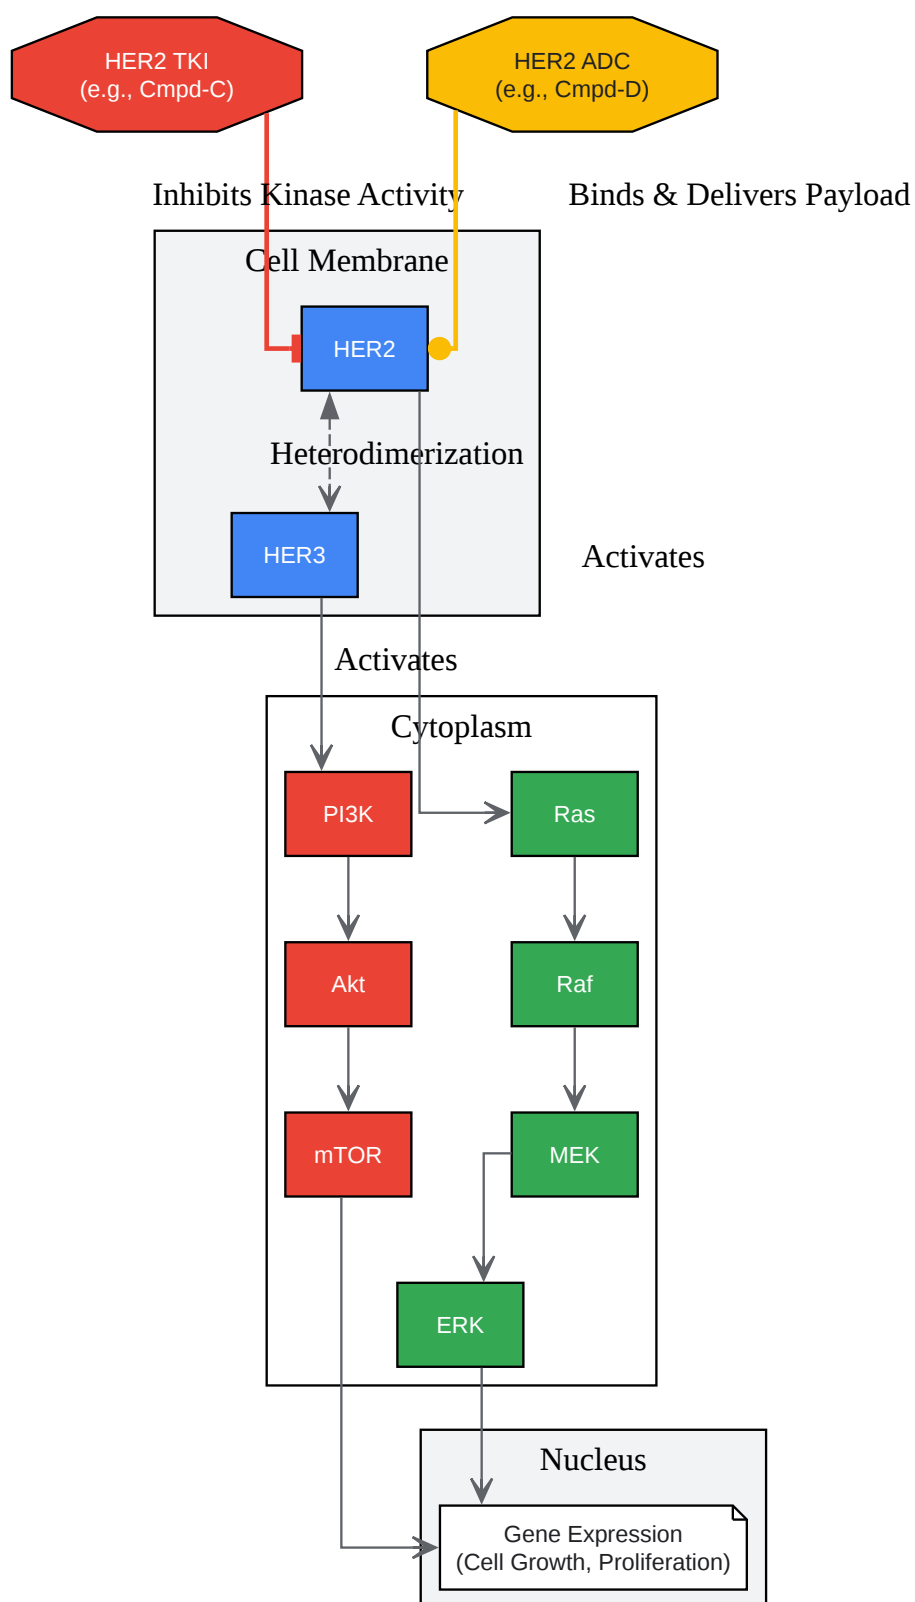 HER2 TKI
(e.g., Cmpd-C)
HER2 ADC
(e.g., Cmpd-D)
Inhibits Kinase Activity
Binds & Delivers Payload
Cell Membrane
HER2
Heterodimerization
HER3
Activates
Activates
Cytoplasm
PI3K
Ras
Akt
Raf
mTOR
MEK
ERK
Nucleus
Gene Expression
(Cell Growth, Proliferation)